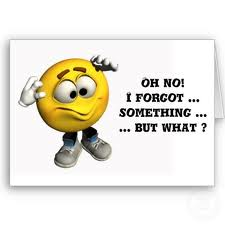 OH NO!
I FORGOT ...
SOMETHING ...
... BUT WHAT ?